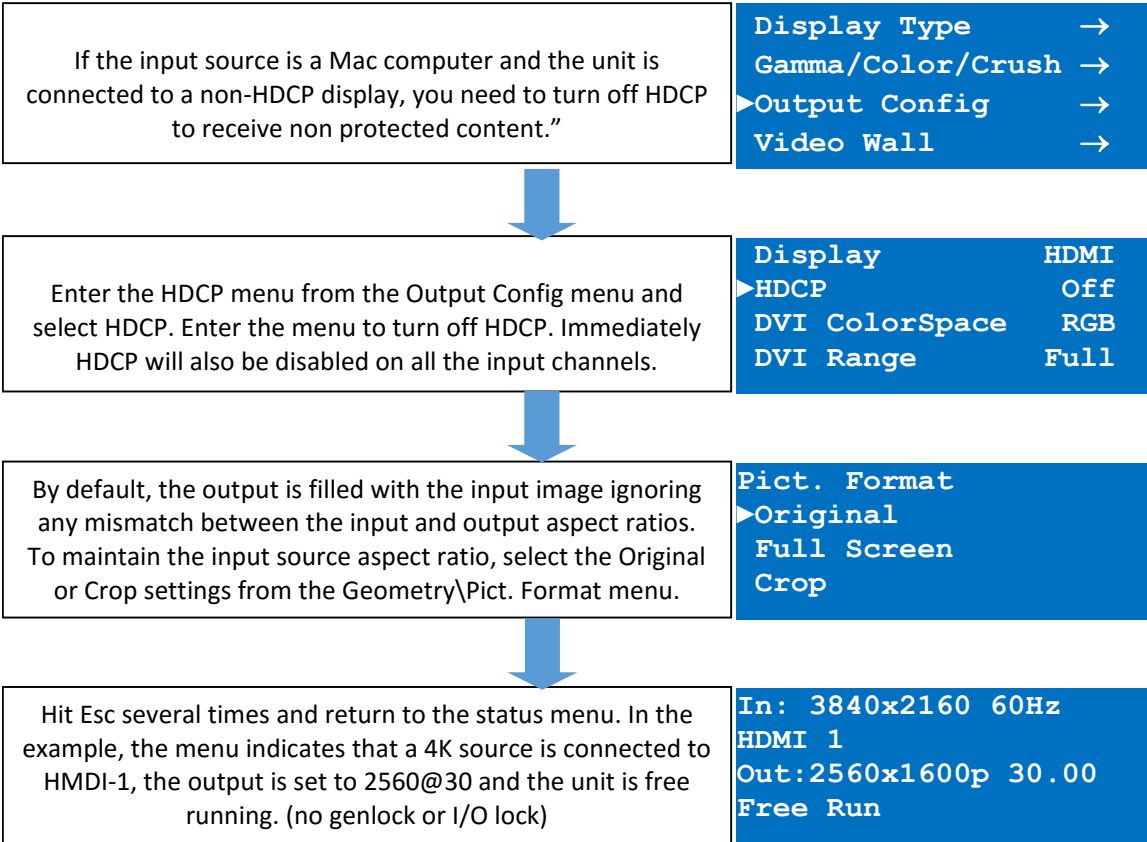 If the input source is a Mac computer and the unit is
connected to a non-HDCP display, you need to turn off HDCP
to receive non protected content.”
Display Type →
Gamma/Color/Crush →
►Output Config →
Video Wall →
Enter the HDCP menu from the Output Config menu and
select HDCP. Enter the menu to turn off HDCP. Immediately
HDCP will also be disabled on all the input channels.
Display HDMI
►HDCP Off
DVI ColorSpace RGB
DVI Range Full
By default, the output is filled with the input image ignoring
any mismatch between the input and output aspect ratios.
To maintain the input source aspect ratio, select the Original
or Crop settings from the Geometry\Pict. Format menu.
Pict. Format
►Original
Full Screen
Crop
Hit Esc several times and return to the status menu. In the
example, the menu indicates that a 4K source is connected to
HMDI-1, the output is set to 2560@30 and the unit is free
running. (no genlock or I/O lock)
In: 3840x2160 60Hz
HDMI 1
Out:2560x1600p 30.00
Free Run